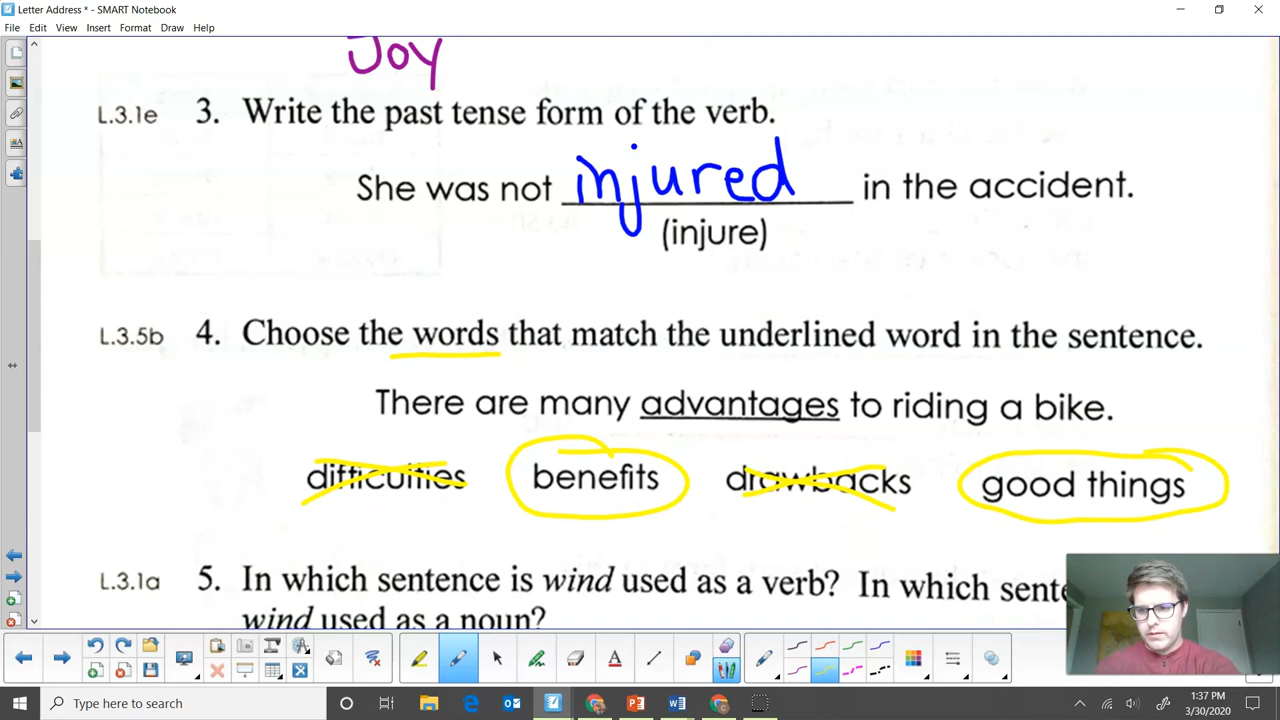 Letter Address * - SMART Notebook
File Edit View Insert Format Draw Help
Joy
L.3.1e 3. Write the past tense form of the verb.
She was not injured in the accident.
(injure)
L.3.5b 4. Choose the words that match the underlined word in the sentence.
There are many advantages to riding a bike.
difficulties benefits drawbacks good things
L.3.1a 5. In which sentence is wind used as a verb? In which sente
wind used as a noun?
Type here to search
1:37 PM
3/30/2020